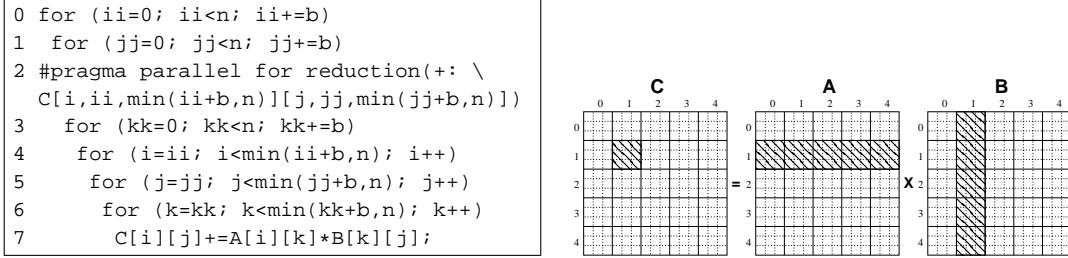 0 for (ii=0; ii<n; ii+=b)
1  for (jj=0; jj<n; jj+=b)
2 #pragma parallel for reduction(+: \
  C[i,ii,min(ii+b,n)][j,jj,min(jj+b,n)])
3   for (kk=0; kk<n; kk+=b)
4    for (i=ii; i<min(ii+b,n); i++)
5     for (j=jj; j<min(jj+b,n); j++)
6      for (k=kk; k<min(kk+b,n); k++)
7       C[i][j]+=A[i][k]*B[k][j];
C
0 1 2 3 4
0
1
2
3
4
=
A
0 1 2 3 4
0
1
2
3
4
X
B
0 1 2 3 4
0
1
2
3
4